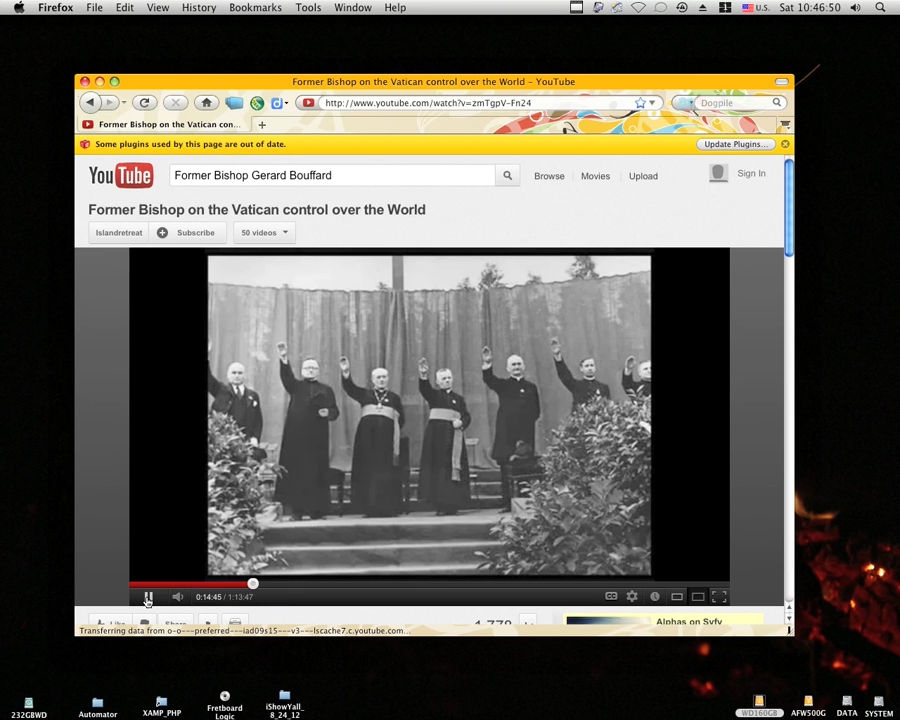 Firefox File Edit View History Bookmarks Tools Window Help U.S. Sat 10:46:50
Former Bishop on the Vatican control over the World - YouTube
http://www.youtube.com/watch?v=zmTgpV-Fn24 Dogpile
Former Bishop on the Vatican con...
Some plugins used by this page are out of date. Update Plugins...
YouTube Former Bishop Gerard Bouffard Browse Movies Upload Sign In
Former Bishop on the Vatican control over the World
Islandretreat Subscribe 50 videos
0:14:45 / 1:13:47 CC
Like Share Alphas on Syfy
Transferring data from o-o---preferred---iad09s15---v3---lscache7.c.youtube.com...
232GBWD Automator XAMP_PHP Fretboard Logic iShowYall_8_24_12 WD160GB AFW500G DATA SYSTEM